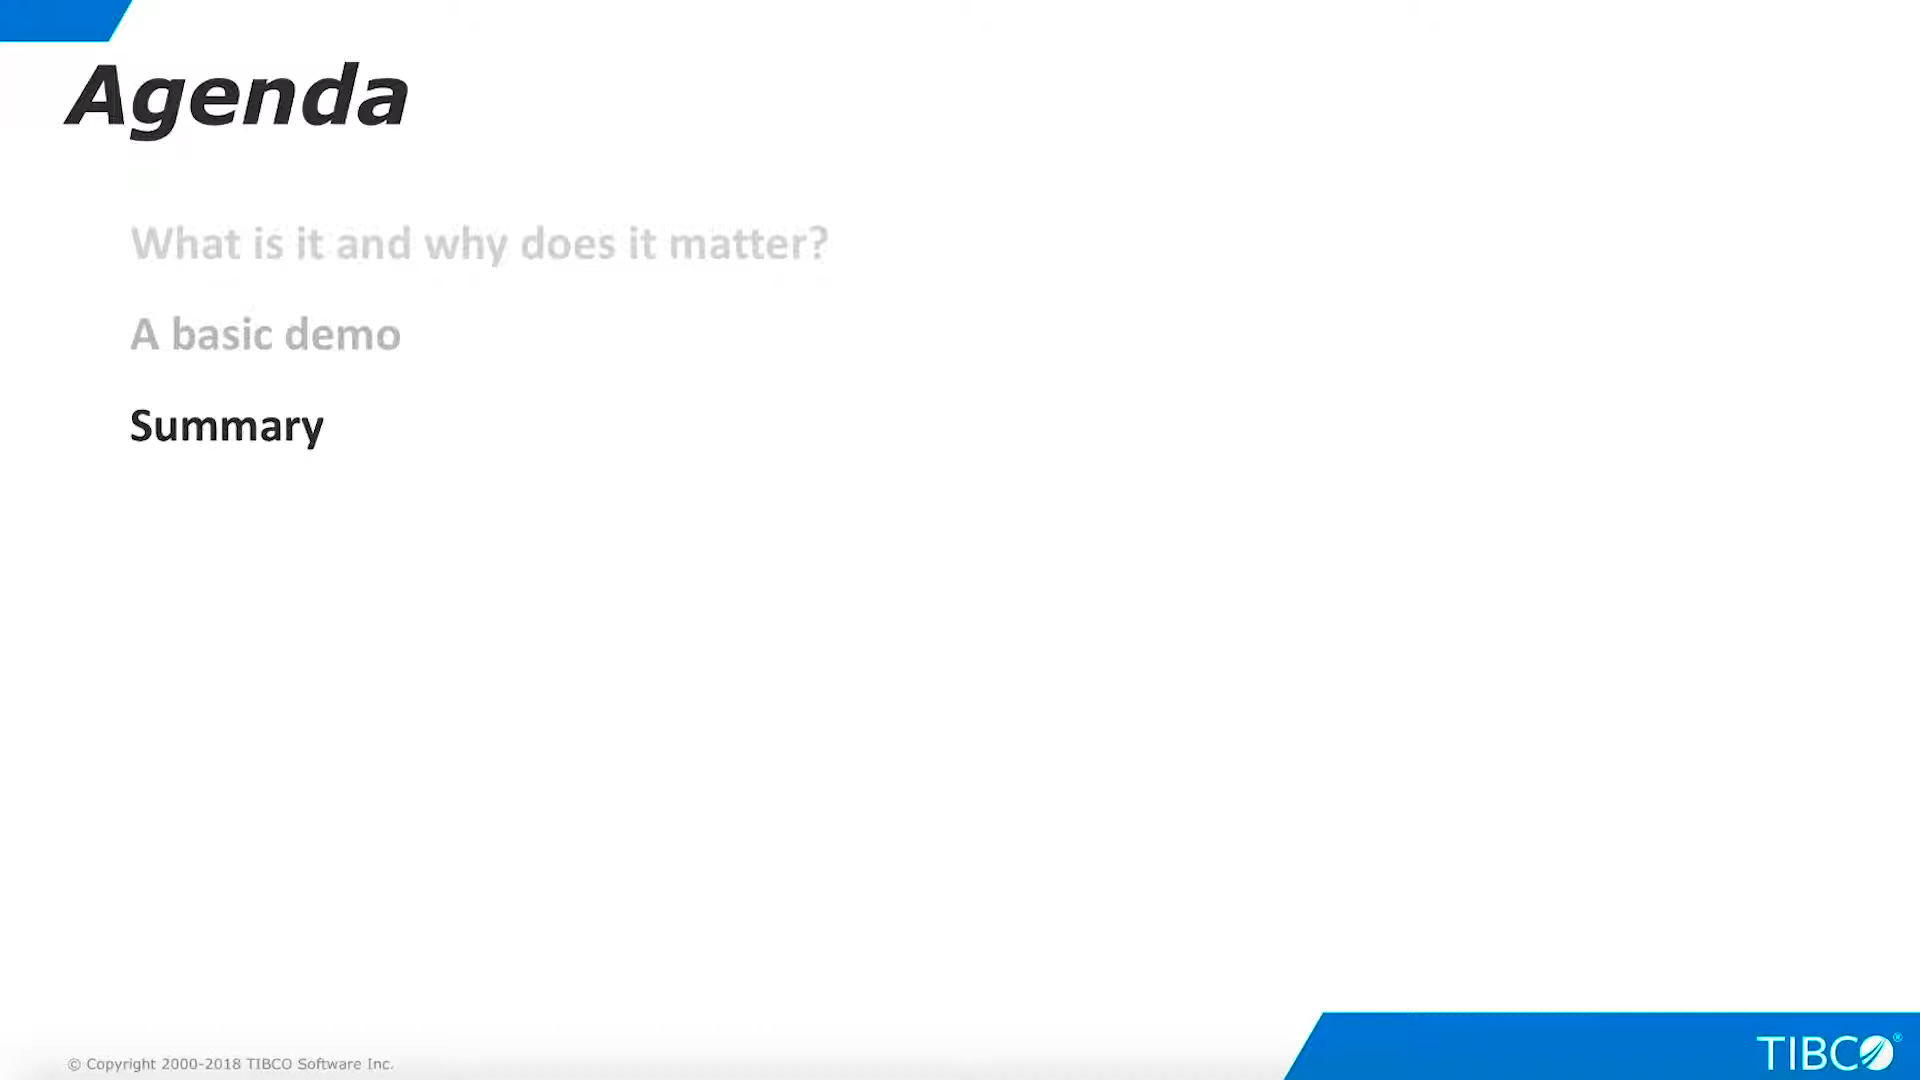 Agenda
What is it and why does it matter?
A basic demo
Summary
© Copyright 2000-2018 TIBCO Software Inc.
TIBCO®